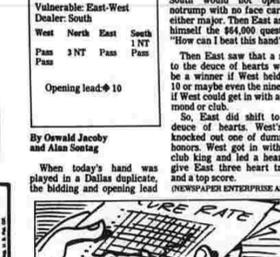 Vulnerable: East-West
Dealer: South
West North East South
1 NT
Pass 3 NT Pass Pass
Pass
Opening lead:♦ 10
By Oswald Jacoby
and Alan Sontag
When today's hand was
played in a Dallas duplicate,
the bidding and opening lead
South would not open
notrump with no face car
either major. Then East as
himself the $64,000 quest
"How can I beat this hand"
Then East saw that a s
to the deuce of hearts w
be a winner if West held
10 or maybe even the nine
if West could get in with a
mond or club.
So, East did shift to
deuce of hearts. West's
knocked out one of dum
honors. West got in with
club king and led a hear
give East three heart tr
and a top score.
(NEWSPAPER ENTERPRISE A
CURE RATE